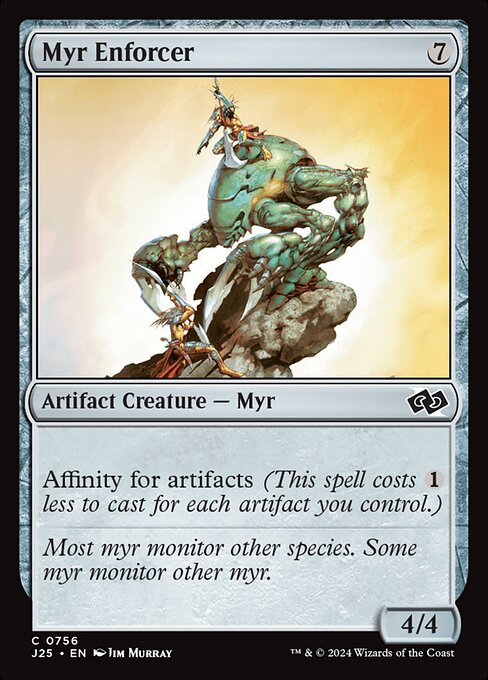 Myr Enforcer 7
Artifact Creature — Myr
Affinity for artifacts (This spell costs 1
less to cast for each artifact you control.)
Most myr monitor other species. Some
myr monitor other myr.
4/4
C 0756
J25 • EN Jim Murray
™ & © 2024 Wizards of the Coast